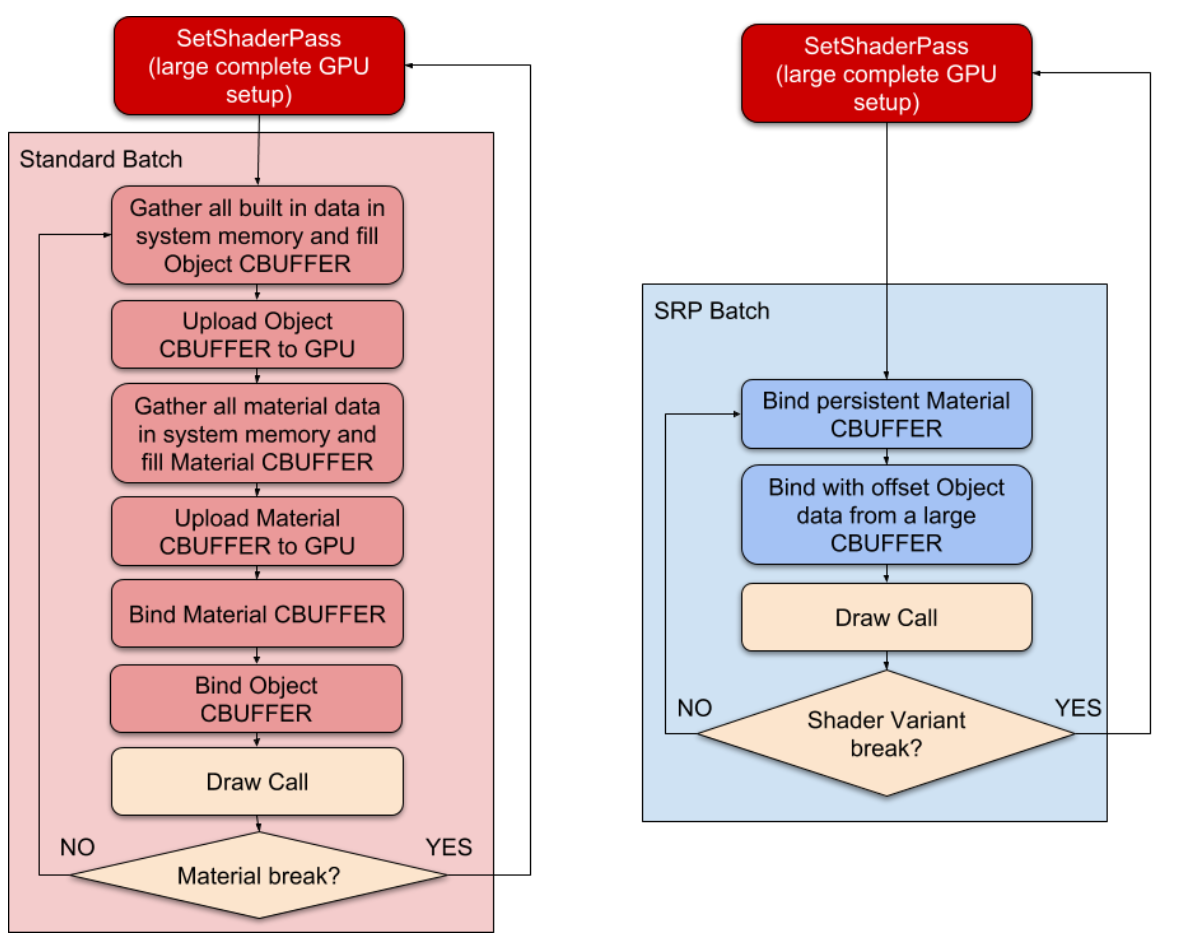 SetShaderPass
(large complete GPU
setup)
Standard Batch
Gather all built in data in
system memory and fill
Object CBUFFER
Upload Object
CBUFFER to GPU
Gather all material data
in system memory and
fill Material CBUFFER
Upload Material
CBUFFER to GPU
Bind Material CBUFFER
Bind Object
CBUFFER
Draw Call
NO
YES
Material break?
SetShaderPass
(large complete GPU
setup)
SRP Batch
Bind persistent Material
CBUFFER
Bind with offset Object
data from a large
CBUFFER
Draw Call
NO
YES
Shader Variant
break?